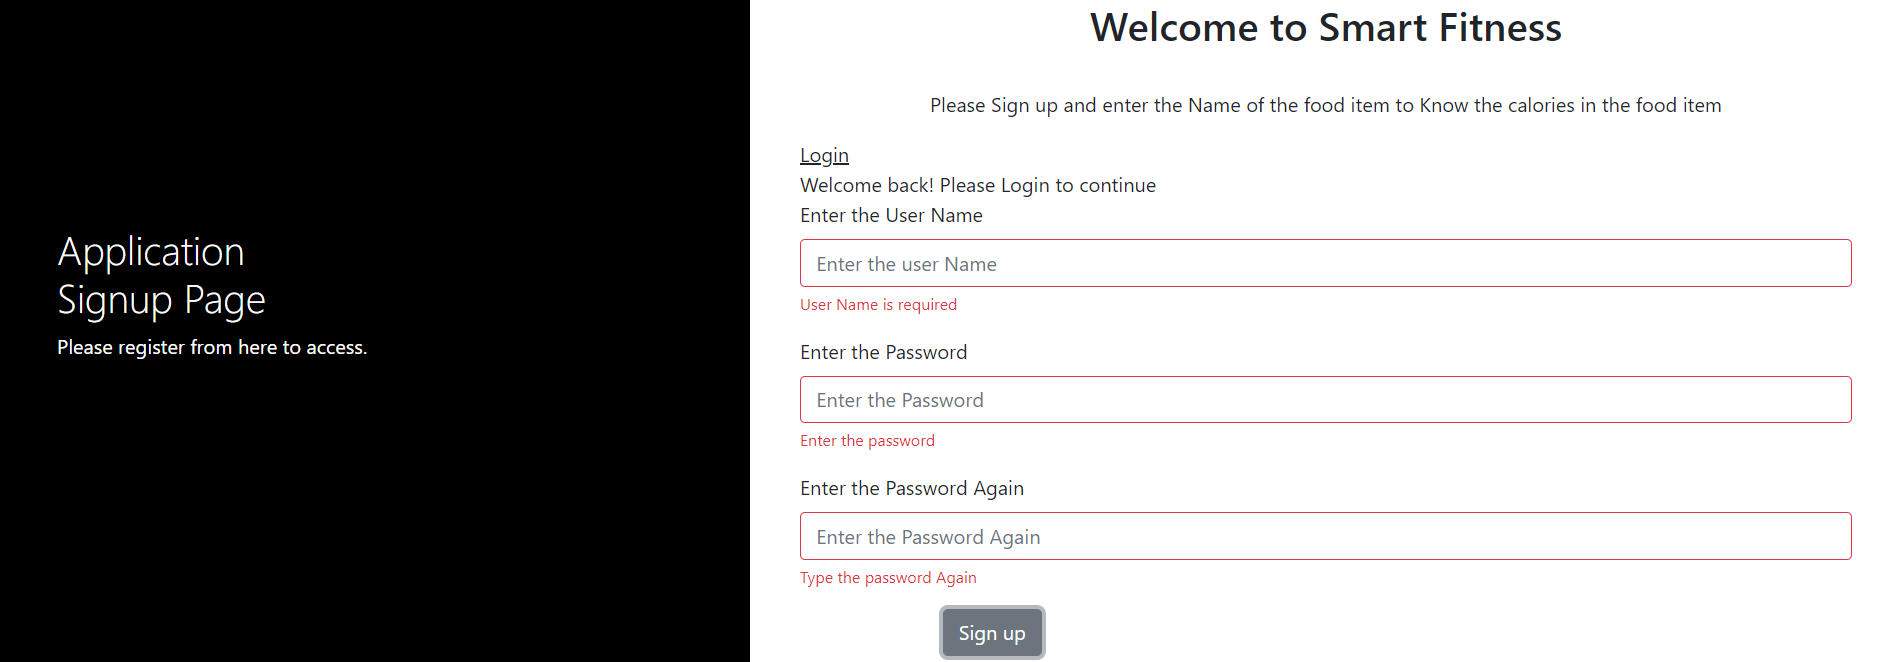 Application
Signup Page
Please register from here to access.
Welcome to Smart Fitness
Please Sign up and enter the Name of the food item to Know the calories in the food item
Login
Welcome back! Please Login to continue
Enter the User Name
Enter the user Name
User Name is required
Enter the Password
Enter the Password
Enter the password
Enter the Password Again
Enter the Password Again
Type the password Again
Sign up